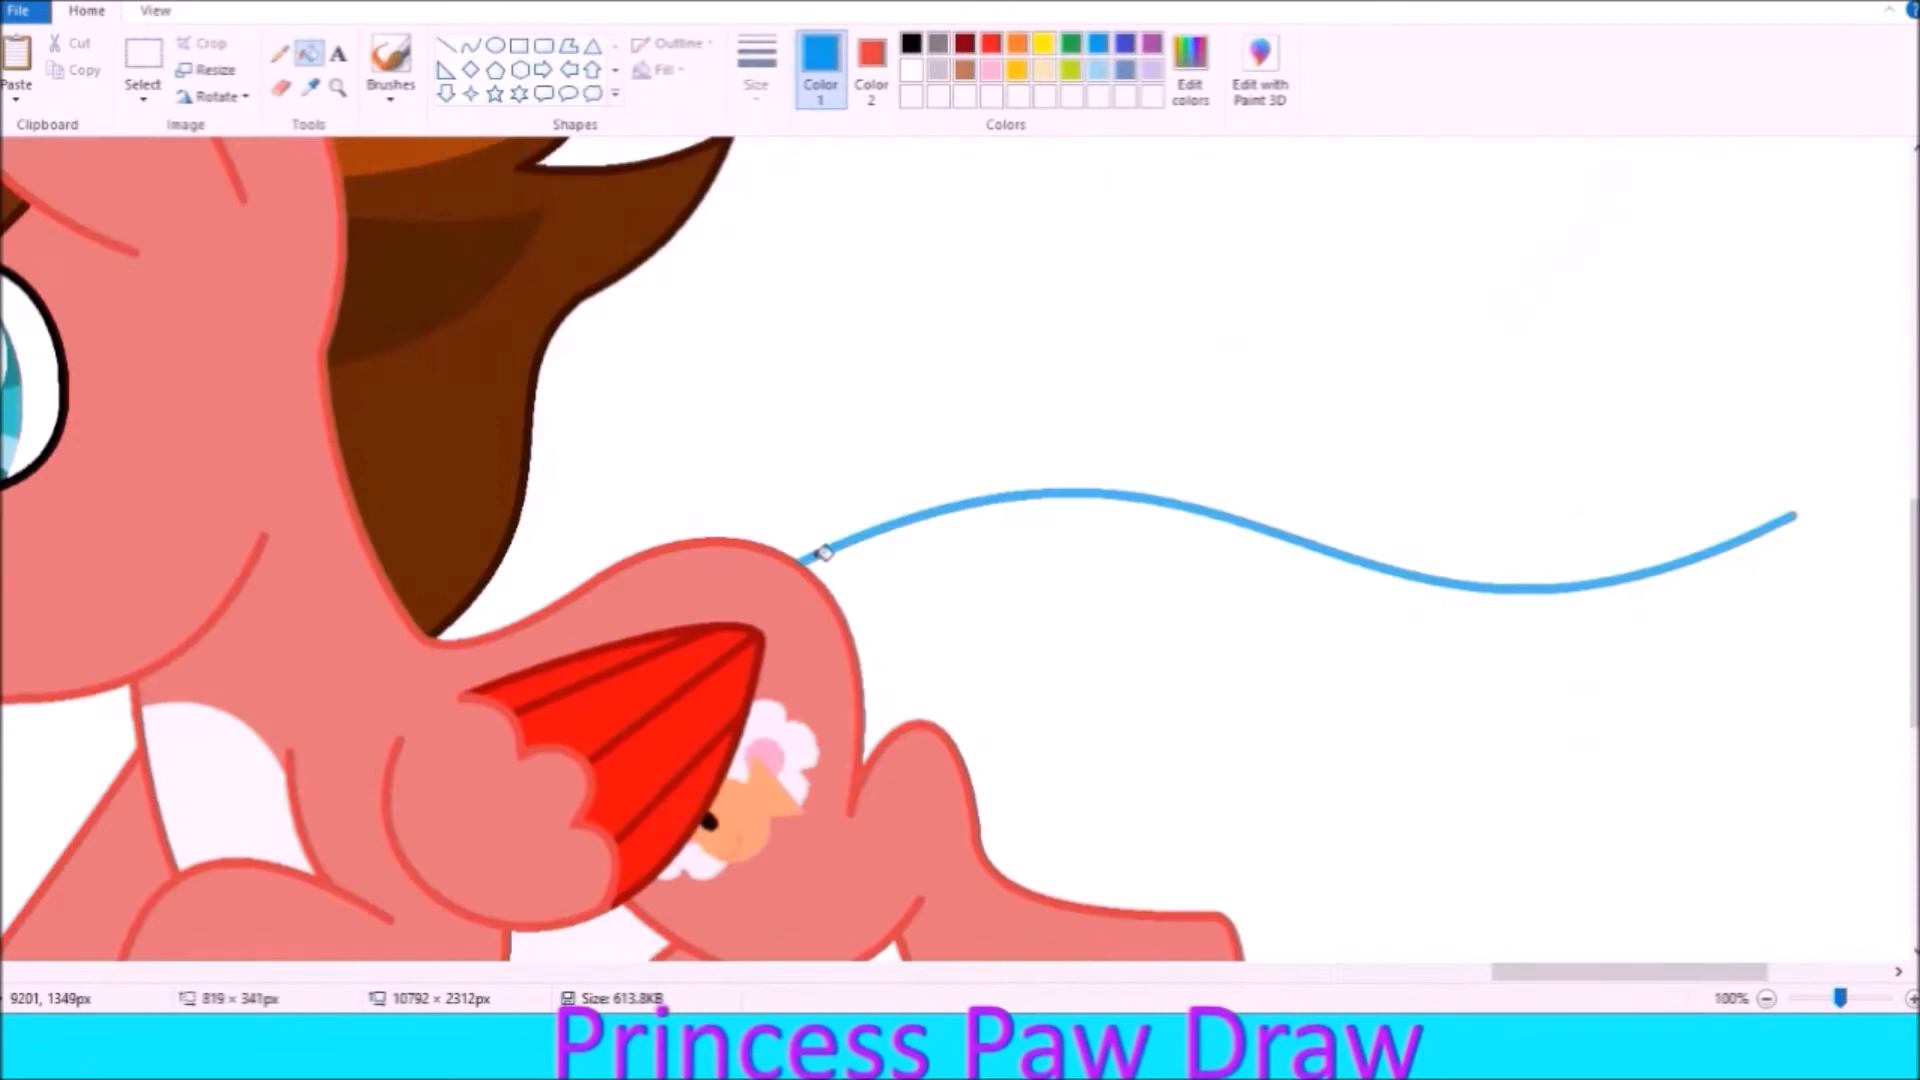 File Home View
Paste
Cut
Copy
Clipboard
Select
Crop
Resize
Rotate
Image
A
Tools
Brushes
Outline
Fill
Shapes
Size
Color 1
Color 2
Edit colors
Colors
Edit with Paint 3D
9201, 1349px 819 × 341px 10792 × 2312px Size: 613.8KB 100%
Princess Paw Draw